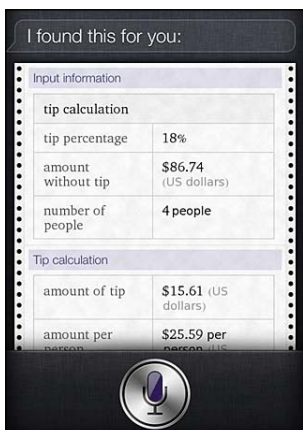 I found this for you:
Input information
tip calculation
tip percentage 18%
amount $86.74
without tip (US dollars)
number of 4 people
people
Tip calculation
amount of tip $15.61 (US
dollars)
amount per $25.59 per
person person (US